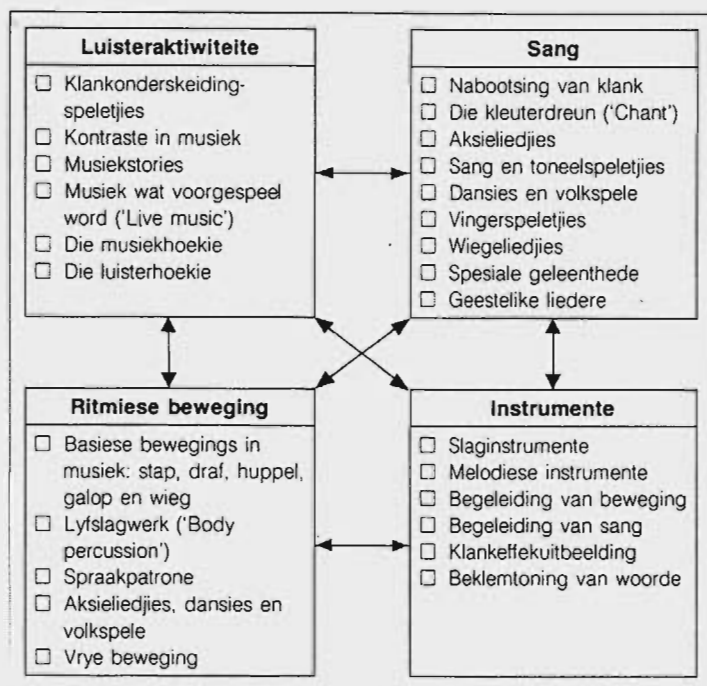 Luisteraktiwiteite
☐ Klankonderskeiding-
speletjies
☐ Kontraste in musiek
☐ Musiekstories
☐ Musiek wat voorgespeel
word ('Live music')
☐ Die musiekhoekie
☐ Die luisterhoekie
Sang
☐ Nabootsing van klank
☐ Die kleuterdreun ('Chant')
☐ Aksieliedjies
☐ Sang en toneelspeletjies
☐ Dansies en volkspele
☐ Vingerspeletjies
☐ Wiegeliedjies
☐ Spesiale geleenthede
☐ Geestelike liedere
Ritmiese beweging
☐ Basiese bewegings in
musiek: stap, draf, huppel,
galop en wieg
☐ Lyfslagwerk ('Body
percussion')
☐ Spraakpatrone
☐ Aksieliedjies, dansies en
volkspele
☐ Vrye beweging
Instrumente
☐ Slaginstrumente
☐ Melodiese instrumente
☐ Begeleiding van beweging
☐ Begeleiding van sang
☐ Klankeffekuitbeelding
☐ Beklemtoning van woorde